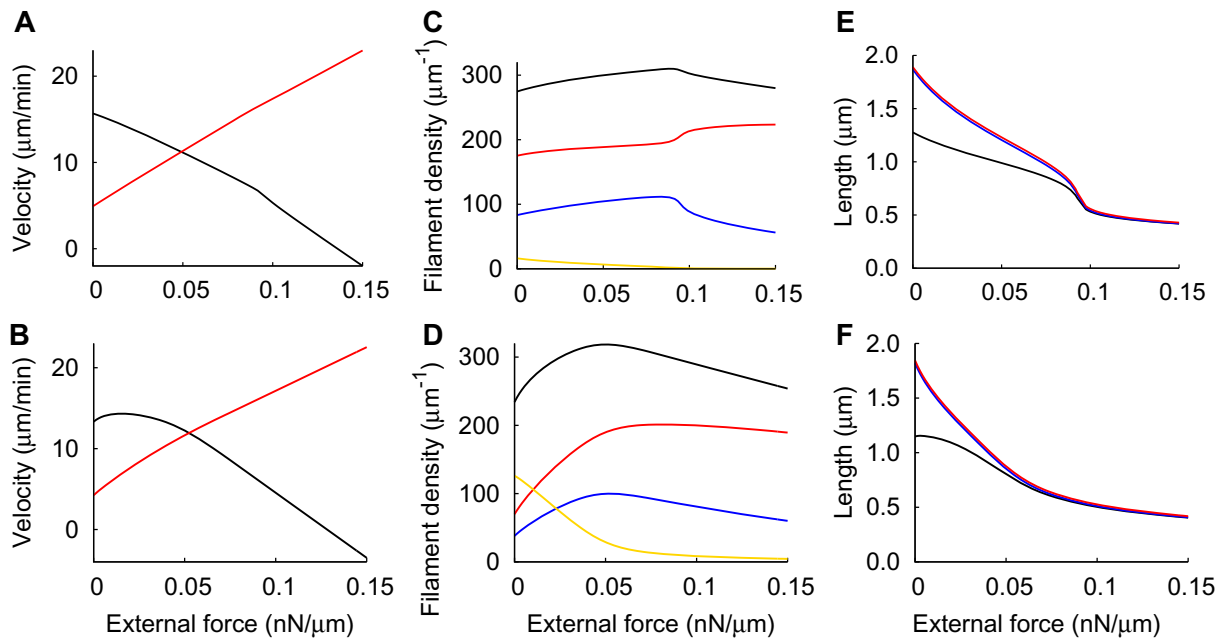 A
Velocity (μm/min)
20
10
0
0 0.05 0.1 0.15
C
Filament density (μm⁻¹)
300
200
100
0
0 0.05 0.1 0.15
E
Length (μm)
2.0
1.5
1.0
0.5
0.0
0 0.05 0.1 0.15
B
Velocity (μm/min)
20
10
0
0 0.05 0.1 0.15
External force (nN/μm)
D
Filament density (μm⁻¹)
300
200
100
0
0 0.05 0.1 0.15
External force (nN/μm)
F
Length (μm)
2.0
1.5
1.0
0.5
0.0
0 0.05 0.1 0.15
External force (nN/μm)